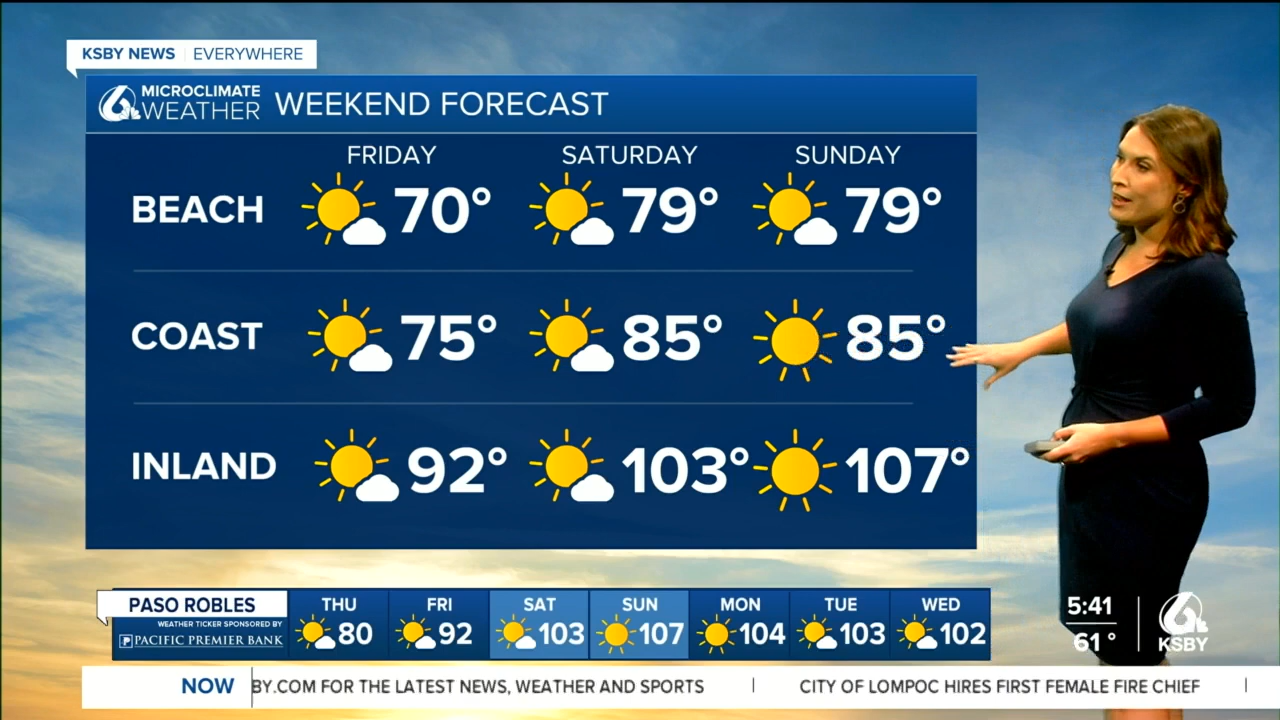 KSBY NEWS | EVERYWHERE
6 MICROCLIMATE WEATHER WEEKEND FORECAST
FRIDAY SATURDAY SUNDAY
BEACH 70° 79° 79°
COAST 75° 85° 85°
INLAND 92° 103° 107°
PASO ROBLES
WEATHER TICKER SPONSORED BY
PACIFIC PREMIER BANK
THU FRI SAT SUN MON TUE WED
80 92 103 107 104 103 102
5:41
61°
6
KSBY
NOW BY.COM FOR THE LATEST NEWS, WEATHER AND SPORTS | CITY OF LOMPOC HIRES FIRST FEMALE FIRE CHIEF |